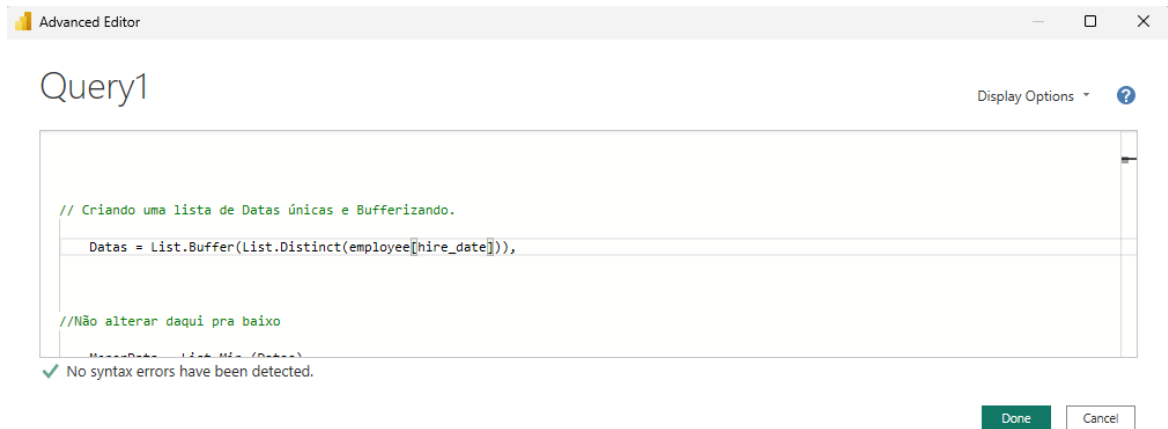 Advanced Editor
Query1
Display Options
// Criando uma lista de Datas únicas e Bufferizando.
Datas = List.Buffer(List.Distinct(employee[hire_date])),
//Não alterar daqui pra baixo
No syntax errors have been detected.
Done
Cancel